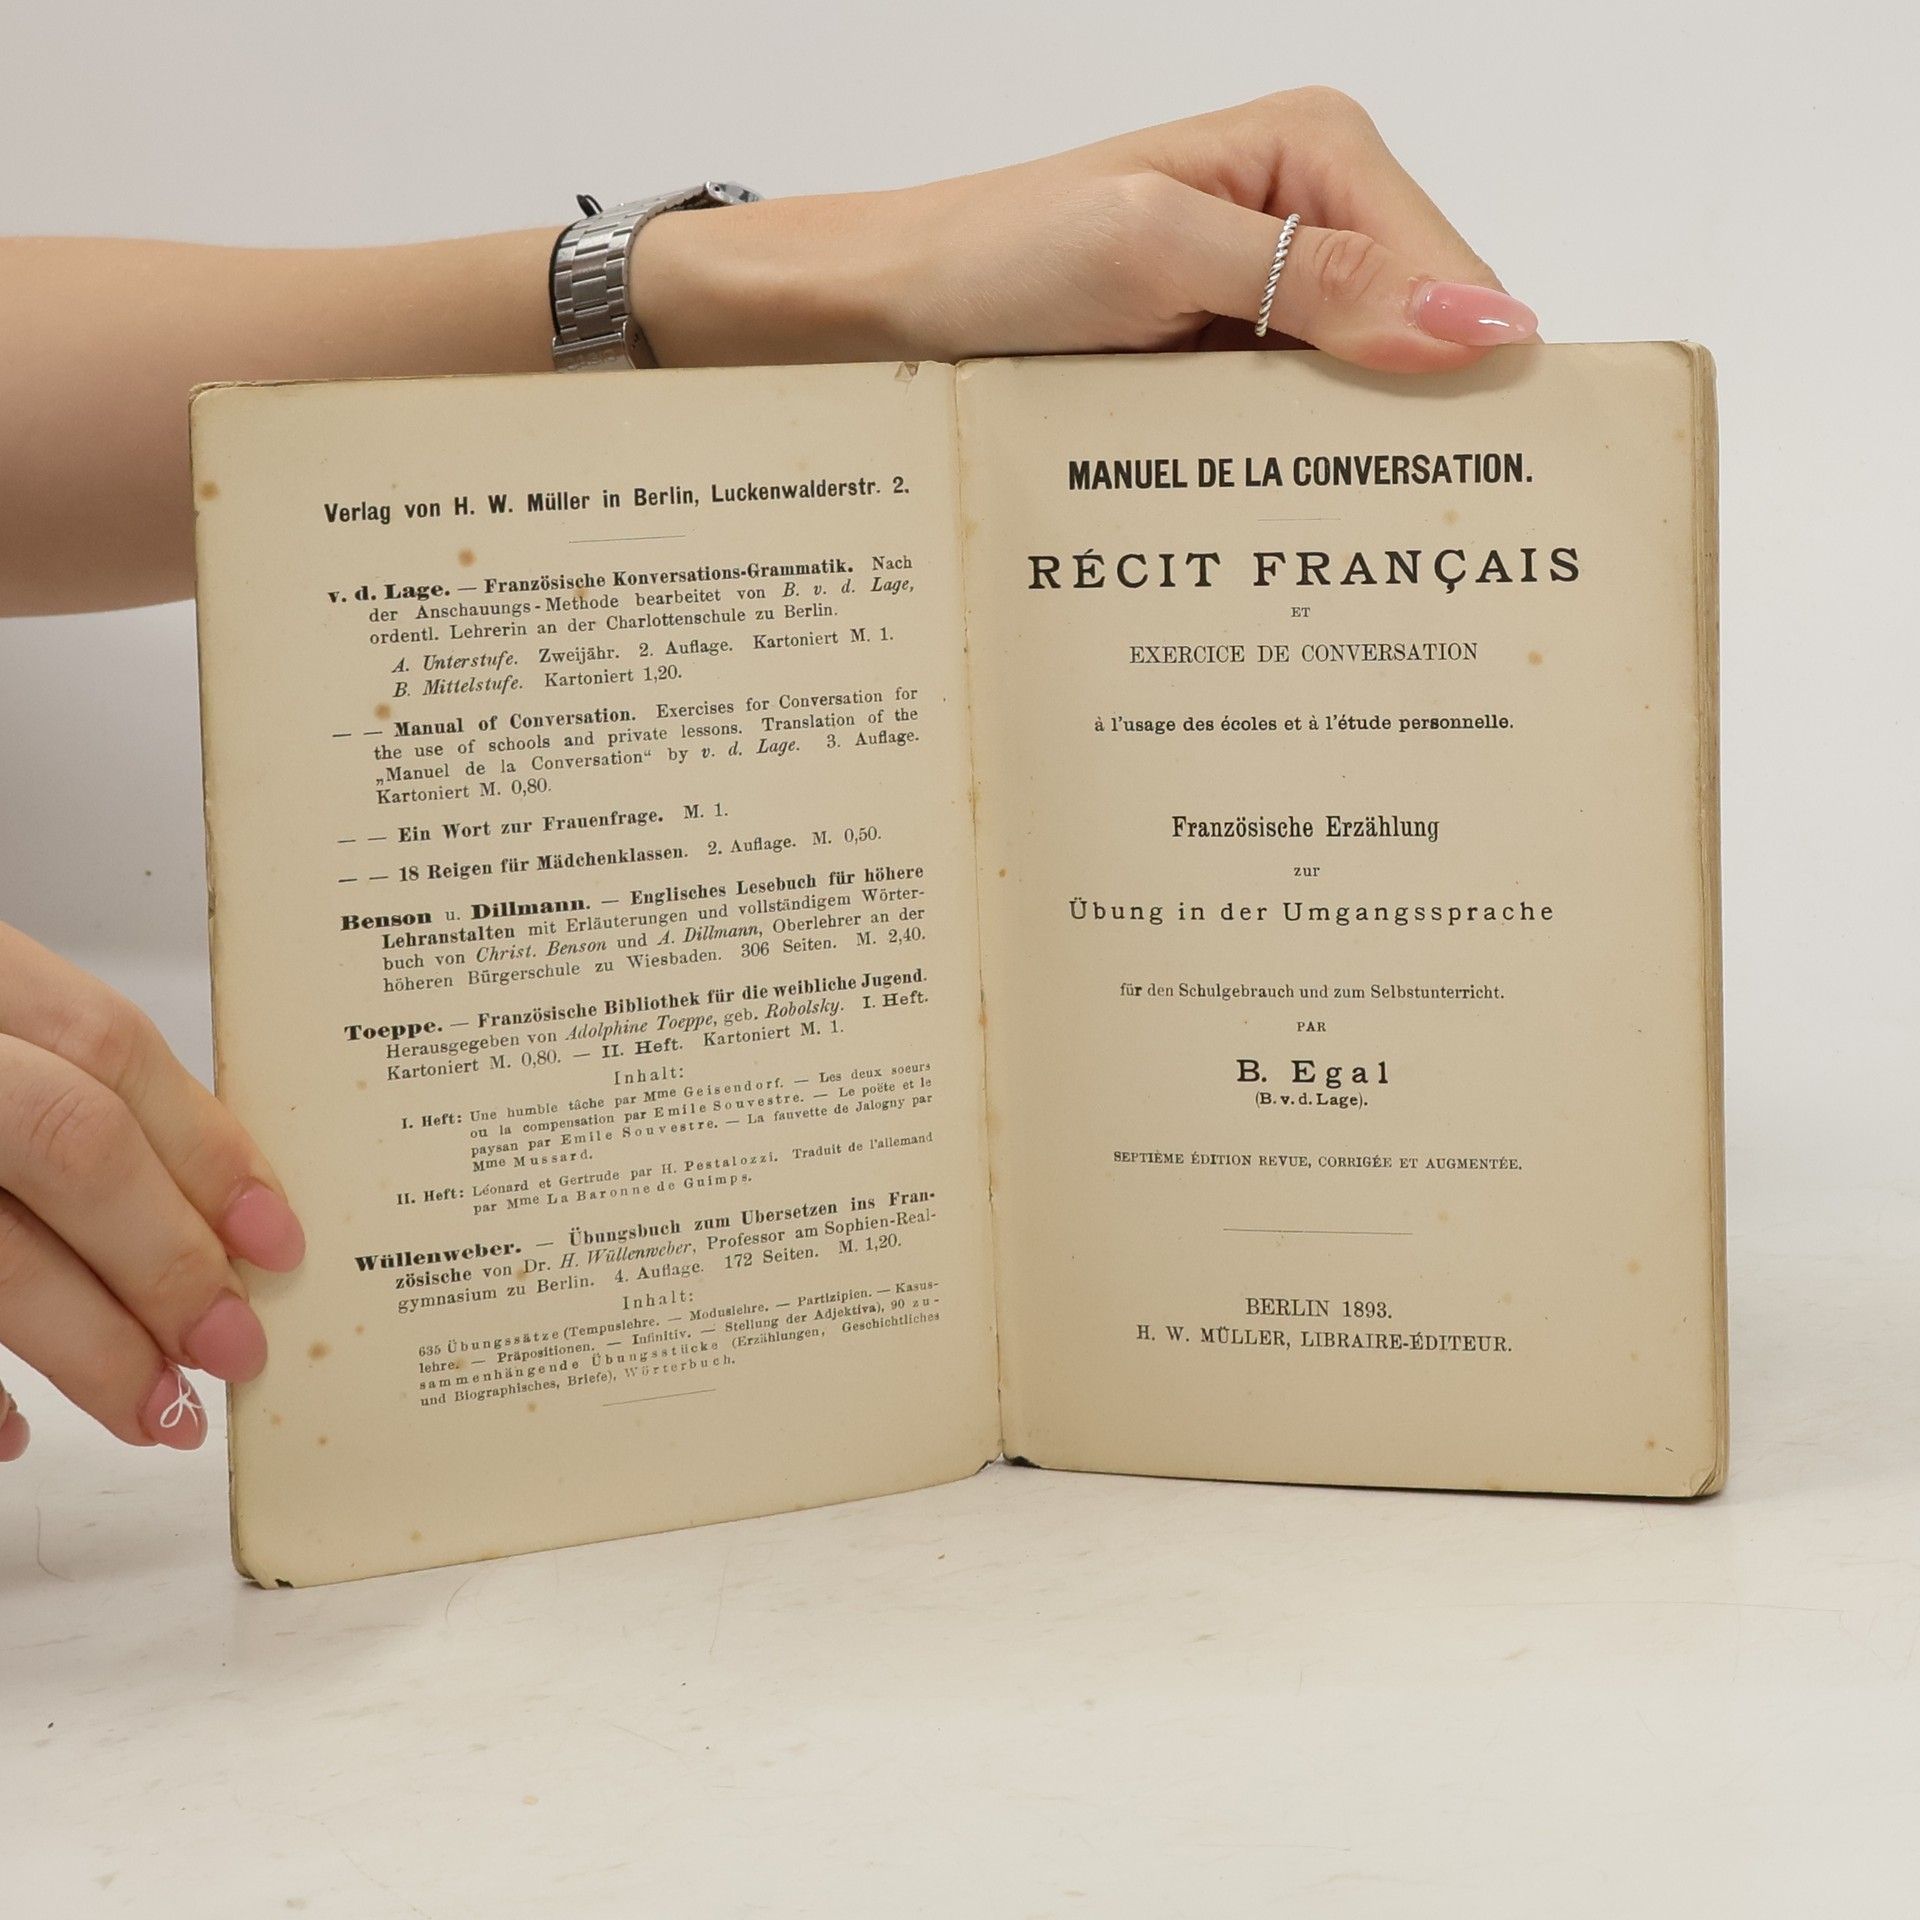 Verlag von H. W. Müller in Berlin, Luckenwalderstr. 2.
v. d. Lage. — Französische Konversations-Grammatik. Nach
der Anschauungs-Methode bearbeitet von B. v. d. Lage,
ordentl. Lehrerin an der Charlottenschule zu Berlin.
A. Unterstufe. Zweijähr. 2. Auflage. Kartoniert M. 1.
B. Mittelstufe. Kartoniert 1,20.
— — Manual of Conversation. Exercises for Conversation for
the use of schools and private lessons. Translation of the
„Manuel de la Conversation“ by v. d. Lage. 3. Auflage.
Kartoniert M. 0,80.
— — Ein Wort zur Frauenfrage. M. 1.
— — 18 Reigen für Mädchenklassen. 2. Auflage. M. 0,50.
Benson u. Dillmann. — Englisches Lesebuch für höhere
Lehranstalten mit Erläuterungen und vollständigem Wörter-
buch von Christ. Benson und A. Dillmann, Oberlehrer an der
höheren Bürgerschule zu Wiesbaden. 306 Seiten. M. 2,40.
Toeppe. — Französische Bibliothek für die weibliche Jugend.
Herausgegeben von Adolphine Toeppe, geb. Robolsky. I. Heft.
Kartoniert M. 0,80. — II. Heft. Kartoniert M. 1.
Inhalt:
I. Heft: Une humble tâche par Mme Geisendorf. — Les deux soeurs
ou la compensation par Emile Souvestre. — Le poëte et le
paysan par Emile Souvestre. — La fauvette de Jalogny par
Mme Mussard.
II. Heft: Léonard et Gertrude par H. Pestalozzi. Traduit de l'allemand
par Mme La Baronne de Guimps.
Wüllenweber. — Übungsbuch zum Übersetzen ins Fran-
zösische von Dr. H. Wüllenweber, Professor am Sophien-Real-
gymnasium zu Berlin. 4. Auflage. 172 Seiten. M. 1,20.
Inhalt:
635 Übungssätze (Tempuslehre. — Moduslehre. — Partizipien. — Kasus-
lehre. — Präpositionen. — Infinitiv. — Stellung der Adjektiva), 90 zu-
sammenhängende Übungsstücke (Erzählungen, Geschichtliches
und Biographisches, Briefe), Wörterbuch.
MANUEL DE LA CONVERSATION.
RÉCIT FRANÇAIS
ET
EXERCICE DE CONVERSATION
à l'usage des écoles et à l'étude personnelle.
Französische Erzählung
zur
Übung in der Umgangssprache
für den Schulgebrauch und zum Selbstunterricht.
PAR
B. Egal
(B. v. d. Lage).
SEPTIÈME ÉDITION REVUE, CORRIGÉE ET AUGMENTÉE.
BERLIN 1893.
H. W. MÜLLER, LIBRAIRE-ÉDITEUR.